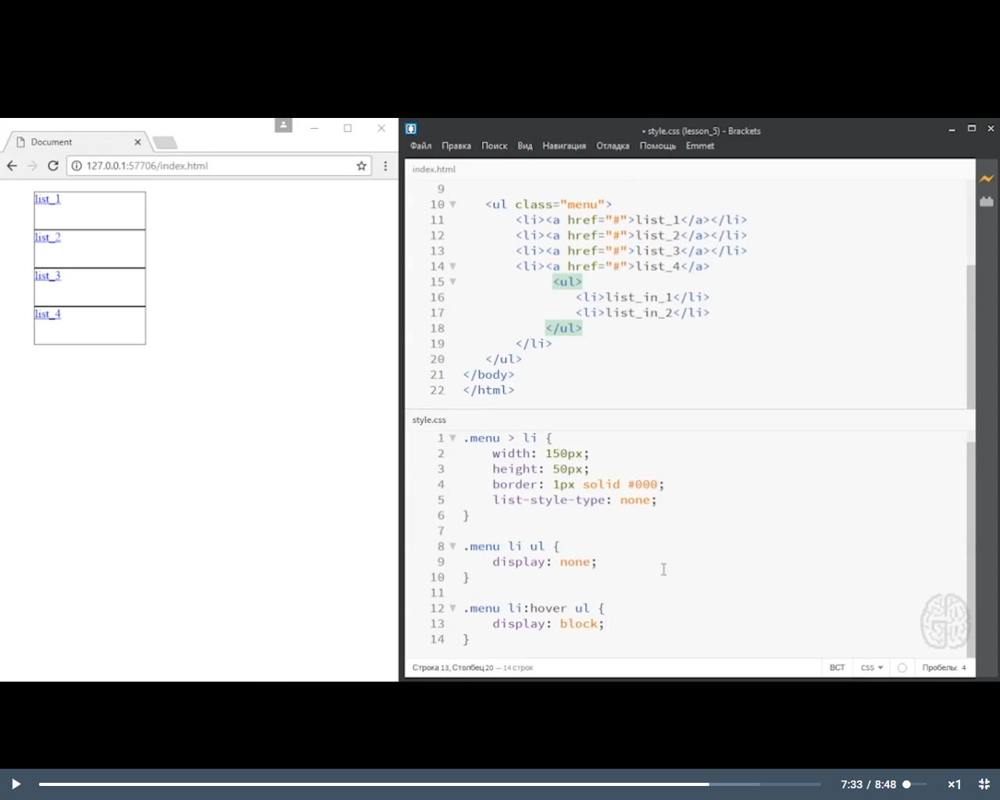 Document
127.0.0.1:57706/index.html
list_1
list_2
list_3
list_4
• style.css (lesson_5) - Brackets
Файл Правка Поиск Вид Навигация Отладка Помощь Emmet
index.html
9
10 <ul class="menu">
11 <li><a href="#">list_1</a></li>
12 <li><a href="#">list_2</a></li>
13 <li><a href="#">list_3</a></li>
14 <li><a href="#">list_4</a>
15 <ul>
16 <li>list_in_1</li>
17 <li>list_in_2</li>
18 </ul>
19 </li>
20 </ul>
21 </body>
22 </html>
style.css
1 .menu > li {
2 width: 150px;
3 height: 50px;
4 border: 1px solid #000;
5 list-style-type: none;
6 }
7
8 .menu li ul {
9 display: none;
10 }
11
12 .menu li:hover ul {
13 display: block;
14 }
Строка 13, Столбец 20 — 14 строк
ВСТ CSS Пробелы: 4
7:33 / 8:48 ×1